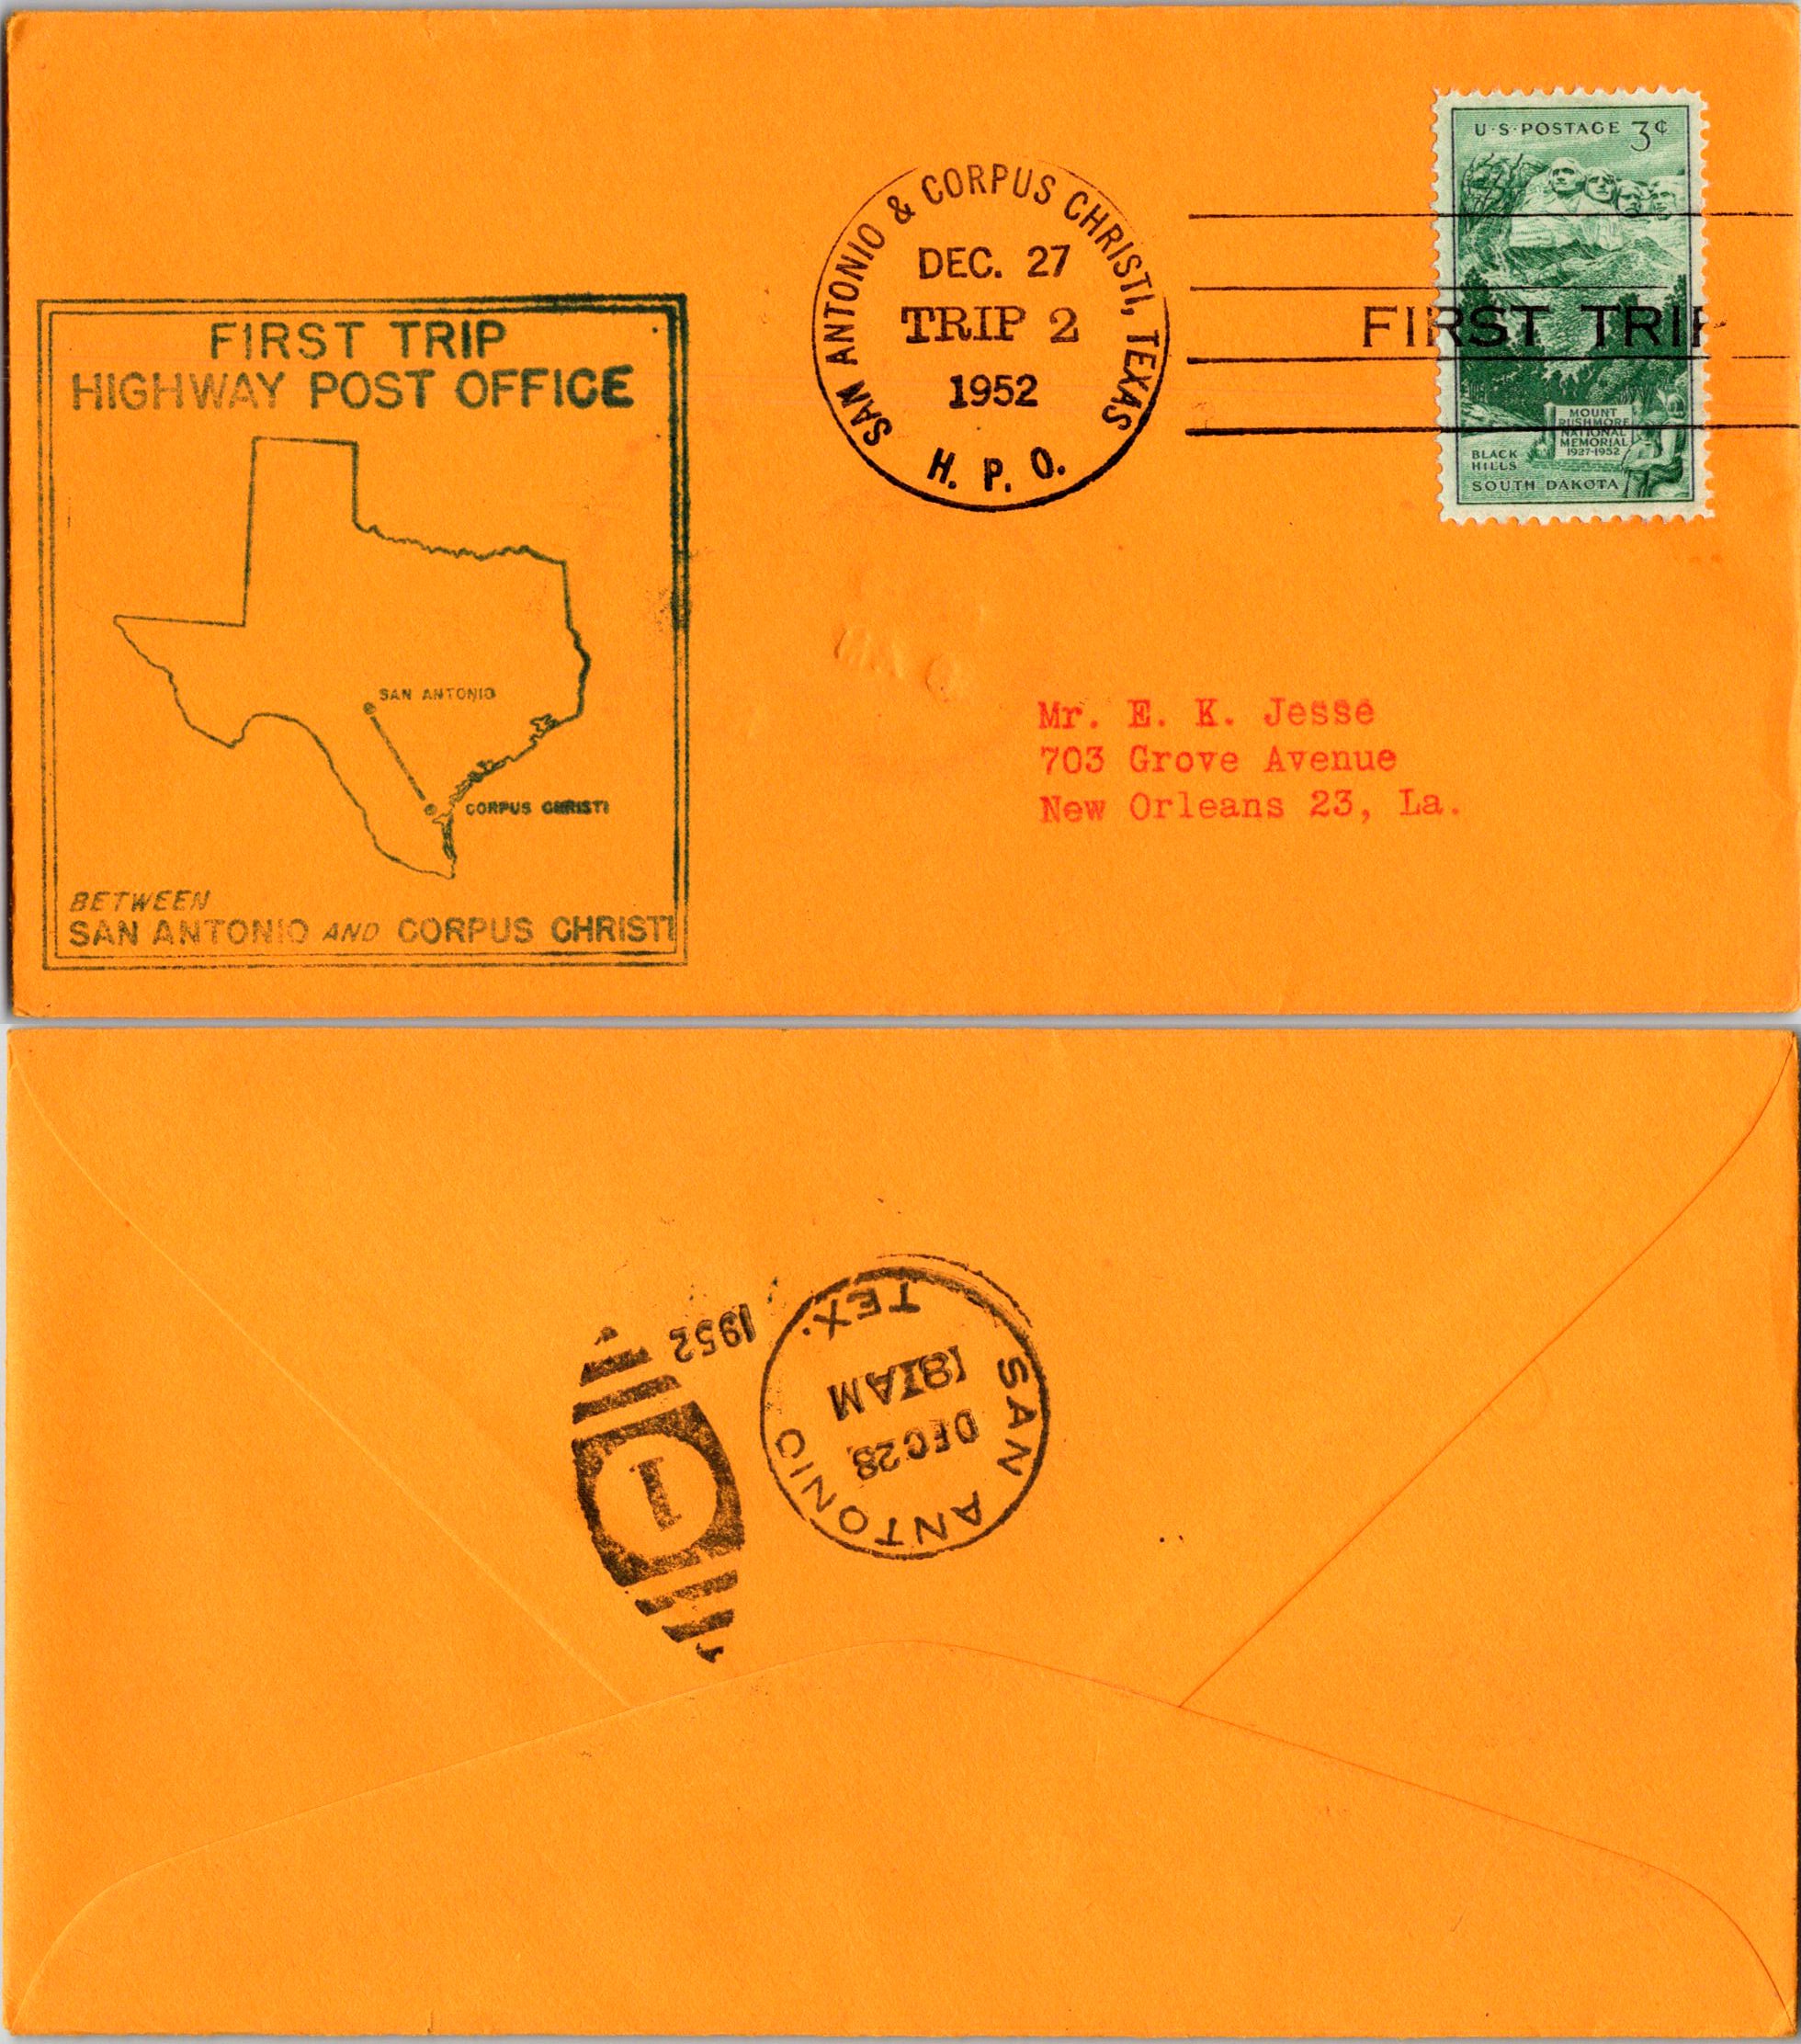 FIRST TRIP
HIGHWAY POST OFFICE
SAN ANTONIO
CORPUS CHRISTI
BETWEEN
SAN ANTONIO AND CORPUS CHRISTI
SAN ANTONIO & CORPUS CHRISTI, TEXAS
DEC. 27
TRIP 2
1952
H. P. O.
FIRST TRIP
U·S·POSTAGE 3¢
MOUNT
RUSHMORE
NATIONAL
MEMORIAL
1927-1952
BLACK
HILLS
SOUTH DAKOTA
Mr. E. K. Jesse
703 Grove Avenue
New Orleans 23, La.
SAN ANTONIO
TEX.
DEC 28
AM
1952
1